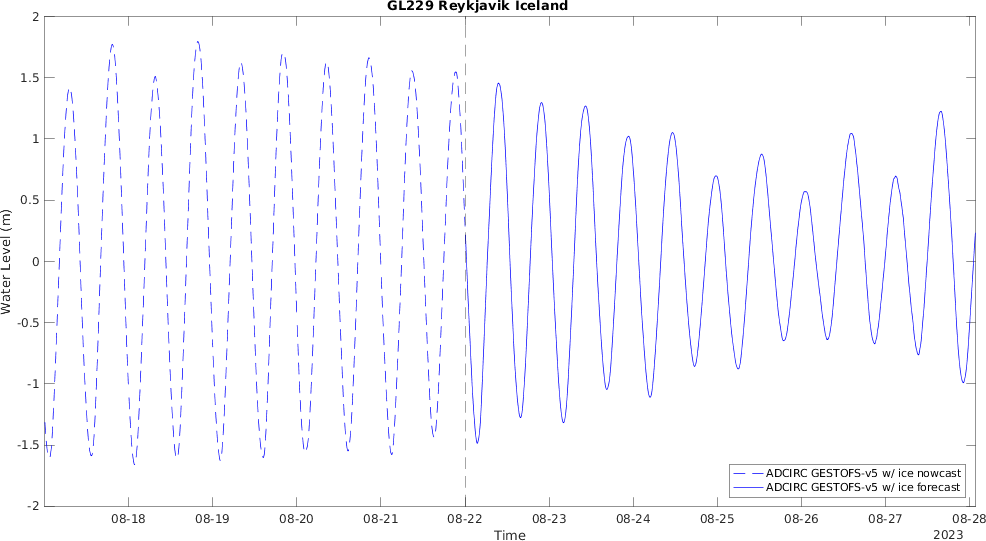 GL229 Reykjavik Iceland
2
1.5
1
0.5
0
-0.5
-1
-1.5
-2
Water Level (m)
ADCIRC GESTOFS-v5 w/ ice nowcast
ADCIRC GESTOFS-v5 w/ ice forecast
08-18 08-19 08-20 08-21 08-22 08-23 08-24 08-25 08-26 08-27 08-28
Time
2023